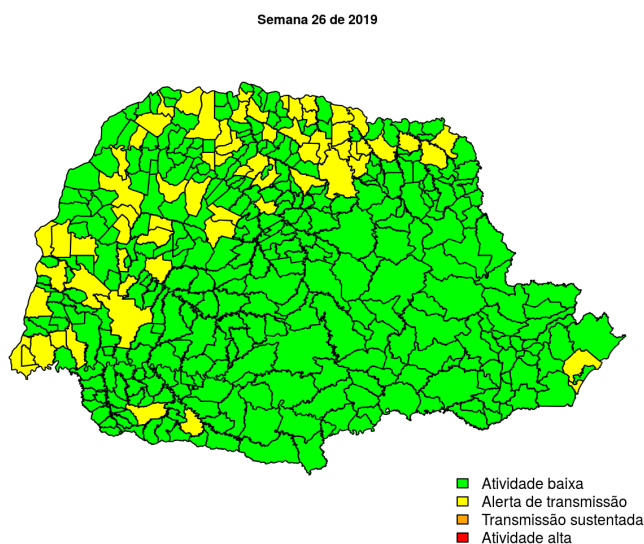 Semana 26 de 2019
Atividade baixa
Alerta de transmissão
Transmissão sustentada
Atividade alta